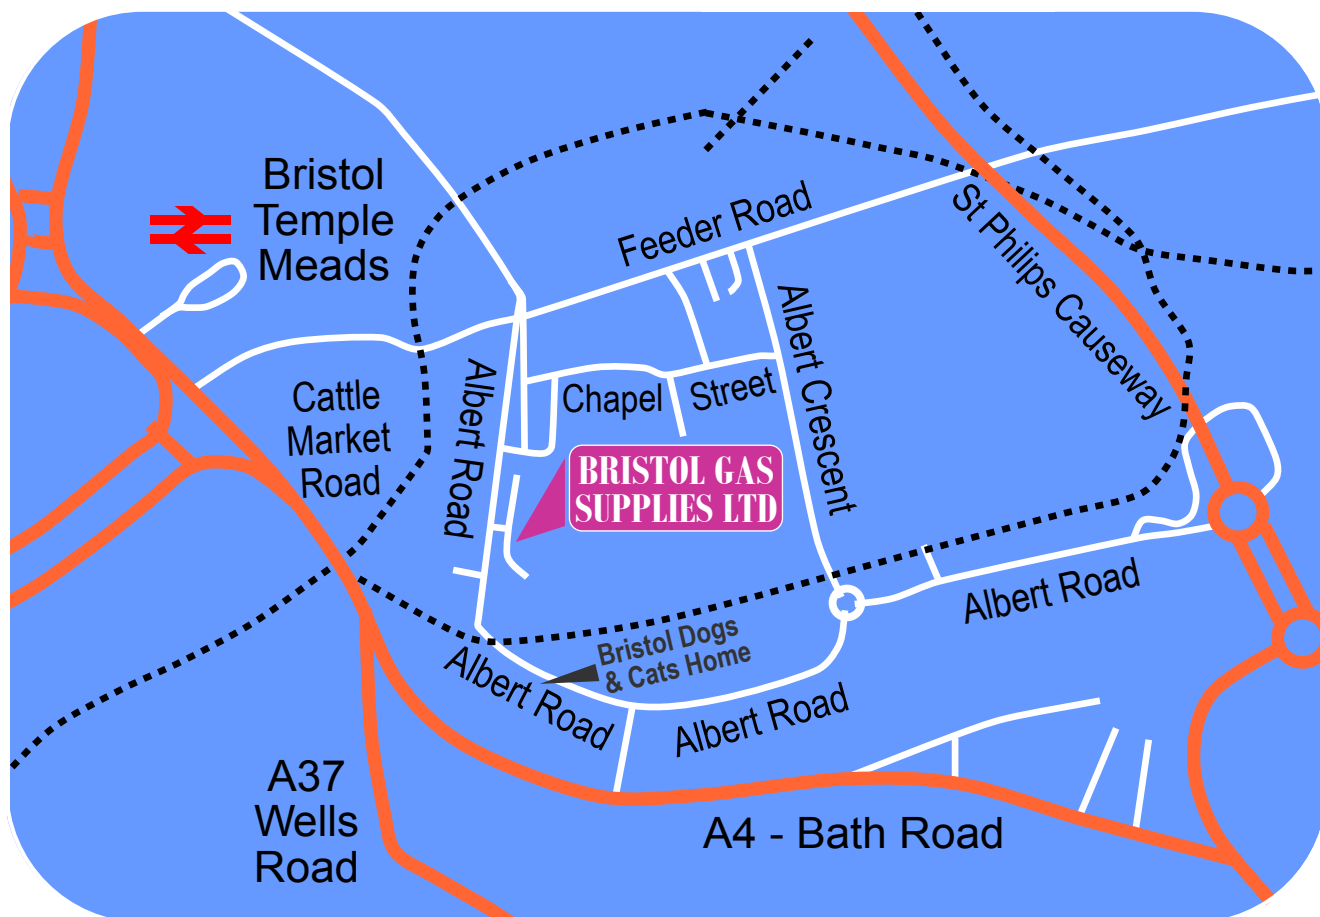 Bristol
Temple
Meads
Feeder Road
St Philips Causeway
Albert Crescent
Albert Road
Chapel
Street
Cattle
Market
Road
BRISTOL GAS
SUPPLIES LTD
Albert Road
Bristol Dogs
& Cats Home
Albert Road
Albert Road
A37
Wells
Road
A4 - Bath Road